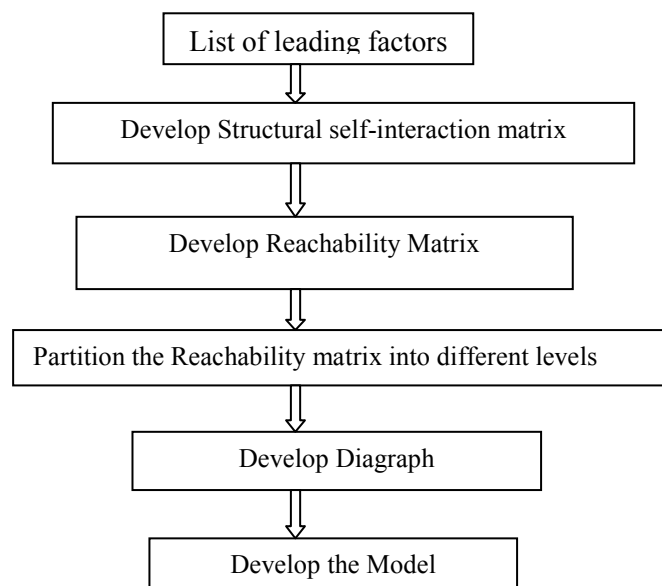 List of leading factors
Develop Structural self-interaction matrix
Develop Reachability Matrix
Partition the Reachability matrix into different levels
Develop Diagraph
Develop the Model